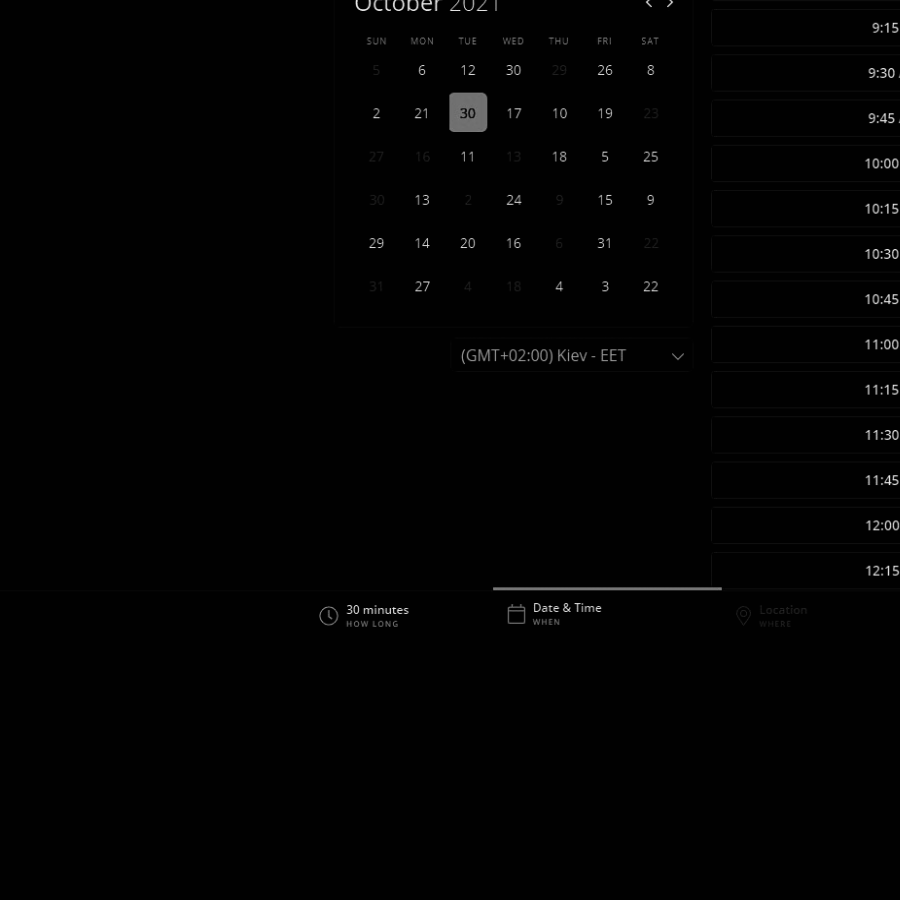 October 2021
SUN MON TUE WED THU FRI SAT
5 6 12 30 29 26 8
2 21 30 17 10 19 23
27 16 11 13 18 5 25
30 13 2 24 9 15 9
29 14 20 16 6 31 22
31 27 4 18 4 3 22
(GMT+02:00) Kiev - EET
9:15
9:30
9:45
10:00
10:15
10:30
10:45
11:00
11:15
11:30
11:45
12:00
12:15
30 minutes
HOW LONG
Date & Time
WHEN
Location
WHERE